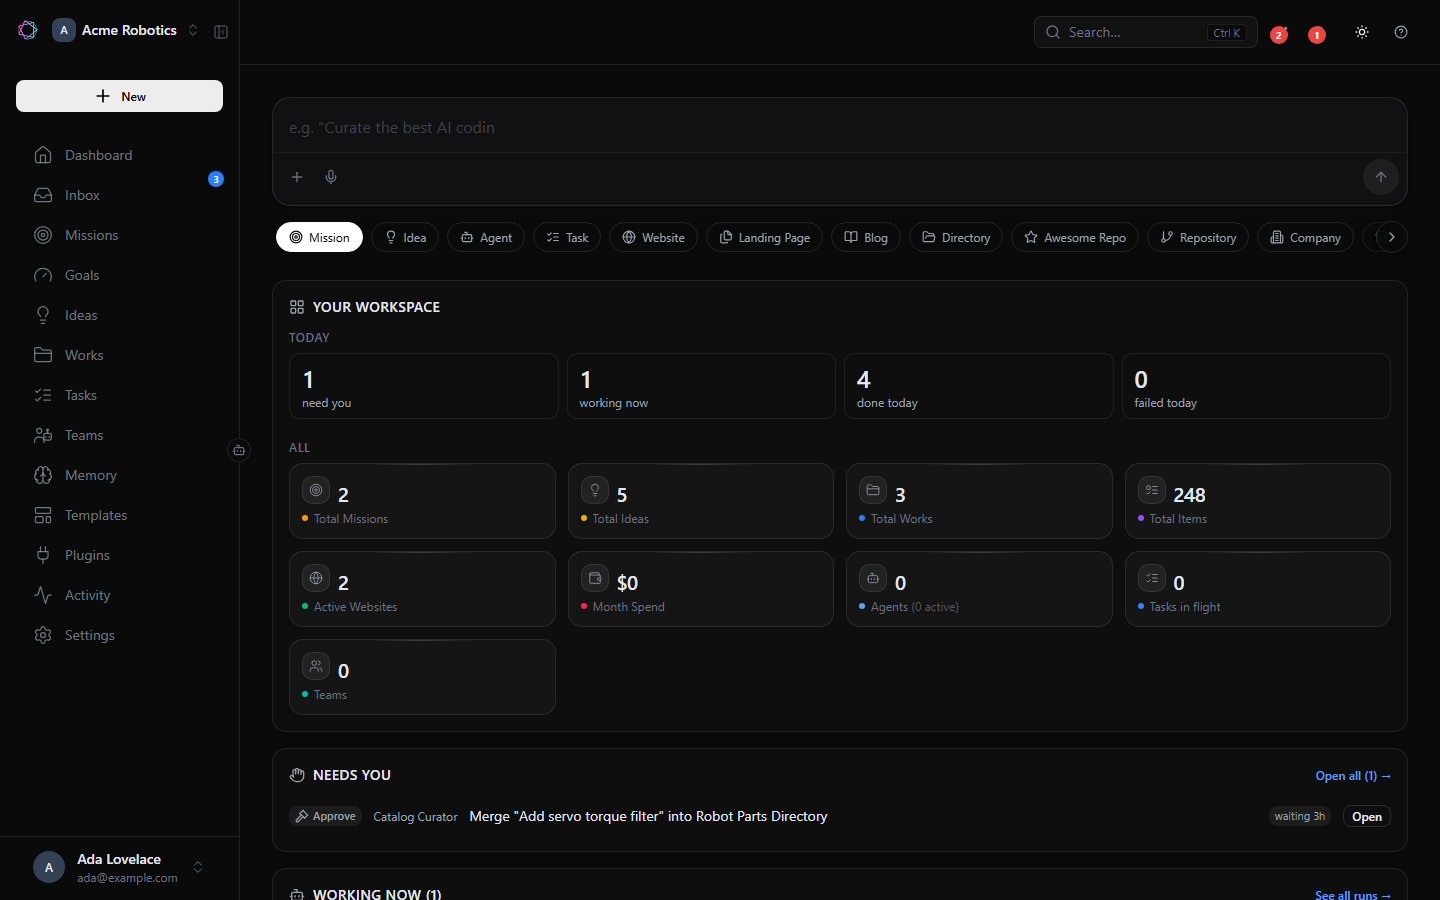 A Acme Robotics
Search... Ctrl K
2
1
New
Dashboard
3
Inbox
Missions
Goals
Ideas
Works
Tasks
Teams
Memory
Templates
Plugins
Activity
Settings
A
Ada Lovelace
ada@example.com
e.g. "Curate the best AI codin
Mission Idea Agent Task Website Landing Page Blog Directory Awesome Repo Repository Company
YOUR WORKSPACE
TODAY
1
need you
1
working now
4
done today
0
failed today
ALL
2
Total Missions
5
Total Ideas
3
Total Works
248
Total Items
2
Active Websites
$0
Month Spend
0
Agents (0 active)
0
Tasks in flight
0
Teams
NEEDS YOU
Open all (1) →
Approve Catalog Curator Merge "Add servo torque filter" into Robot Parts Directory waiting 3h Open
WORKING NOW (1)
See all runs →